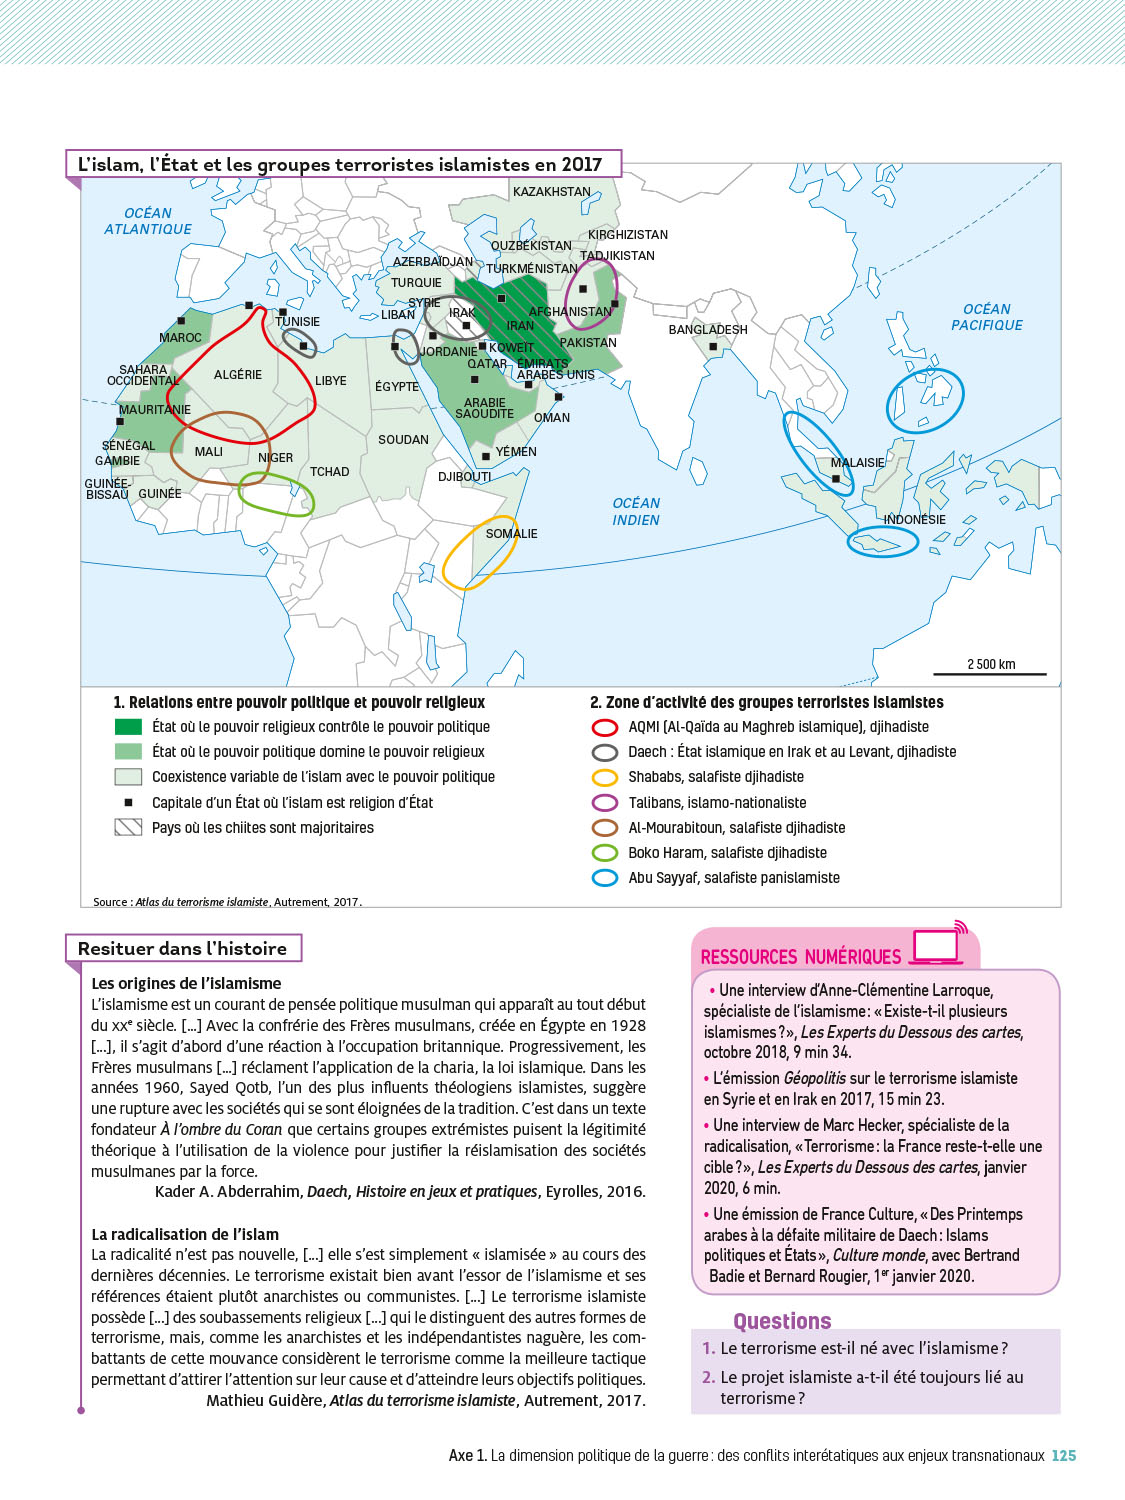 L'islam, l'État et les groupes terroristes islamistes en 2017
OCÉAN
ATLANTIQUE
KAZAKHSTAN
KIRGHIZISTAN
OUZBÉKISTAN
TADJIKISTAN
AZERBAÏDJAN
TURKMÉNISTAN
TURQUIE
SYRIE
LIBAN
IRAK
AFGHANISTAN
IRAN
TUNISIE
MAROC
JORDANIE
KOWEÏT
PAKISTAN
BANGLADESH
OCÉAN
PACIFIQUE
QATAR
ÉMIRATS
ARABES UNIS
SAHARA
OCCIDENTAL
ALGÉRIE
LIBYE
ÉGYPTE
MAURITANIE
ARABIE
SAOUDITE
OMAN
SÉNÉGAL
GAMBIE
MALI
NIGER
SOUDAN
YÉMEN
TCHAD
DJIBOUTI
MALAISIE
GUINÉE-
BISSAU
GUINÉE
OCÉAN
INDIEN
INDONÉSIE
SOMALIE
2 500 km
1. Relations entre pouvoir politique et pouvoir religieux
État où le pouvoir religieux contrôle le pouvoir politique
État où le pouvoir politique domine le pouvoir religieux
Coexistence variable de l'islam avec le pouvoir politique
Capitale d'un État où l'islam est religion d'État
Pays où les chiites sont majoritaires
2. Zone d'activité des groupes terroristes islamistes
AQMI (Al-Qaïda au Maghreb islamique), djihadiste
Daech : État islamique en Irak et au Levant, djihadiste
Shababs, salafiste djihadiste
Talibans, islamo-nationaliste
Al-Mourabitoun, salafiste djihadiste
Boko Haram, salafiste djihadiste
Abu Sayyaf, salafiste panislamiste
Source : Atlas du terrorisme islamiste, Autrement, 2017.
Resituer dans l'histoire
Les origines de l'islamisme
L'islamisme est un courant de pensée politique musulman qui apparaît au tout début
du XXe siècle. [...] Avec la confrérie des Frères musulmans, créée en Égypte en 1928
[...], il s'agit d'abord d'une réaction à l'occupation britannique. Progressivement, les
Frères musulmans [...] réclament l'application de la charia, la loi islamique. Dans les
années 1960, Sayed Qotb, l'un des plus influents théologiens islamistes, suggère
une rupture avec les sociétés qui se sont éloignées de la tradition. C'est dans un texte
fondateur À l'ombre du Coran que certains groupes extrémistes puisent la légitimité
théorique à l'utilisation de la violence pour justifier la réislamisation des sociétés
musulmanes par la force.
Kader A. Abderrahim, Daech, Histoire en jeux et pratiques, Eyrolles, 2016.
La radicalisation de l'islam
La radicalité n'est pas nouvelle, [...] elle s'est simplement « islamisée » au cours des
dernières décennies. Le terrorisme existait bien avant l'essor de l'islamisme et ses
références étaient plutôt anarchistes ou communistes. [...] Le terrorisme islamiste
possède [...] des soubassements religieux [...] qui le distinguent des autres formes de
terrorisme, mais, comme les anarchistes et les indépendantistes naguère, les com-
battants de cette mouvance considèrent le terrorisme comme la meilleure tactique
permettant d'attirer l'attention sur leur cause et d'atteindre leurs objectifs politiques.
Mathieu Guidère, Atlas du terrorisme islamiste, Autrement, 2017.
RESSOURCES NUMÉRIQUES
• Une interview d'Anne-Clémentine Larroque,
spécialiste de l'islamisme : « Existe-t-il plusieurs
islamismes ? », Les Experts du Dessous des cartes,
octobre 2018, 9 min 34.
• L'émission Géopolitis sur le terrorisme islamiste
en Syrie et en Irak en 2017, 15 min 23.
• Une interview de Marc Hecker, spécialiste de la
radicalisation, « Terrorisme : la France reste-t-elle une
cible ? », Les Experts du Dessous des cartes, janvier
2020, 6 min.
• Une émission de France Culture, « Des Printemps
arabes à la défaite militaire de Daech : Islams
politiques et États », Culture monde, avec Bertrand
Badie et Bernard Rougier, 1er janvier 2020.
Questions
1. Le terrorisme est-il né avec l'islamisme ?
2. Le projet islamiste a-t-il été toujours lié au
terrorisme ?
Axe 1. La dimension politique de la guerre : des conflits interétatiques aux enjeux transnationaux 125